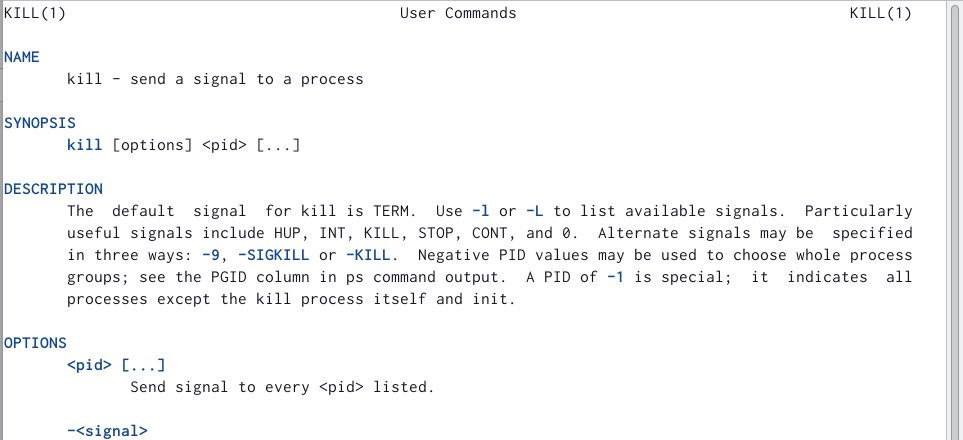 KILL(1) User Commands KILL(1)
NAME
kill - send a signal to a process
SYNOPSIS
kill [options] <pid> [...]
DESCRIPTION
The default signal for kill is TERM. Use -l or -L to list available signals. Particularly
useful signals include HUP, INT, KILL, STOP, CONT, and 0. Alternate signals may be specified
in three ways: -9, -SIGKILL or -KILL. Negative PID values may be used to choose whole process
groups; see the PGID column in ps command output. A PID of -1 is special; it indicates all
processes except the kill process itself and init.
OPTIONS
<pid> [...]
Send signal to every <pid> listed.
-<signal>